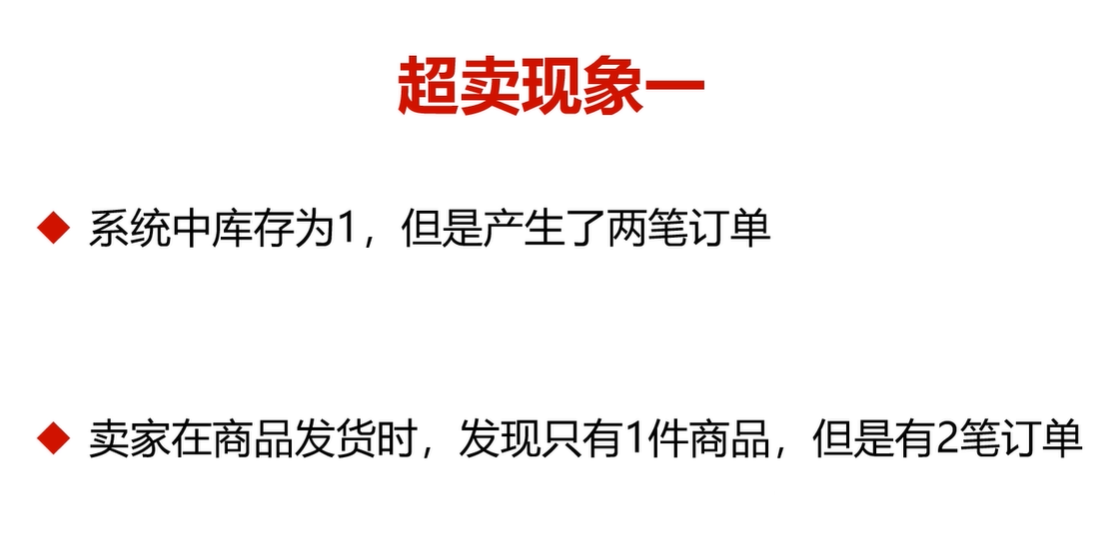 超卖现象一
系统中库存为1，但是产生了两笔订单
卖家在商品发货时，发现只有1件商品，但是有2笔订单